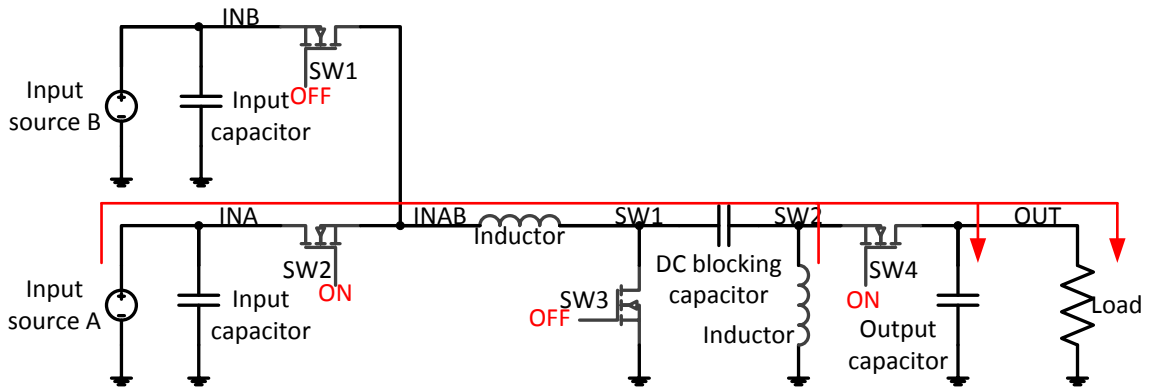 INB
SW1
OFF
Input
source B
Input
capacitor
INA
INAB
Inductor
SW1
SW2
OUT
SW2
ON
Input
source A
Input
capacitor
SW3
OFF
DC blocking
capacitor
Inductor
SW4
ON
Output
capacitor
Load